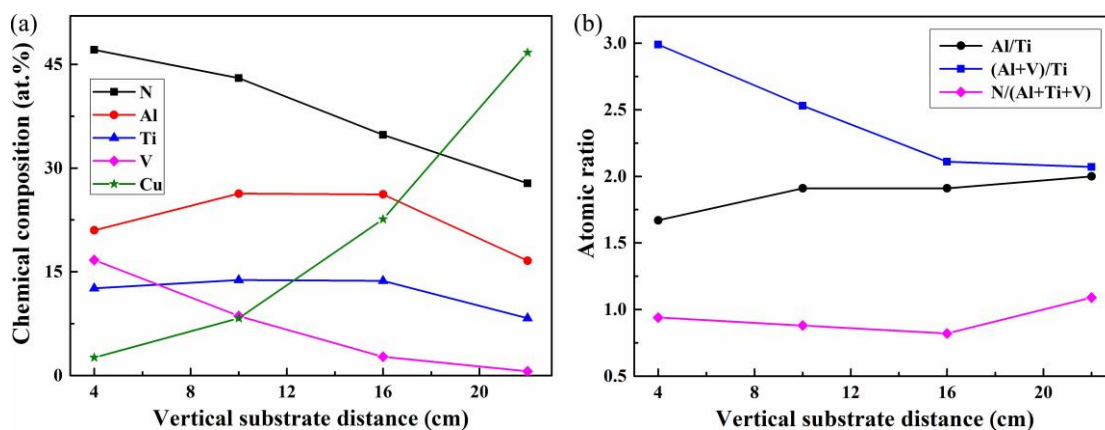 (a)
Chemical composition (at.%)
45
30
15
0
N
Al
Ti
V
Cu
4 8 12 16 20
Vertical substrate distance (cm)
(b)
Atomic ratio
3.0
2.5
2.0
1.5
1.0
0.5
Al/Ti
(Al+V)/Ti
N/(Al+Ti+V)
4 8 12 16 20
Vertical substrate distance (cm)